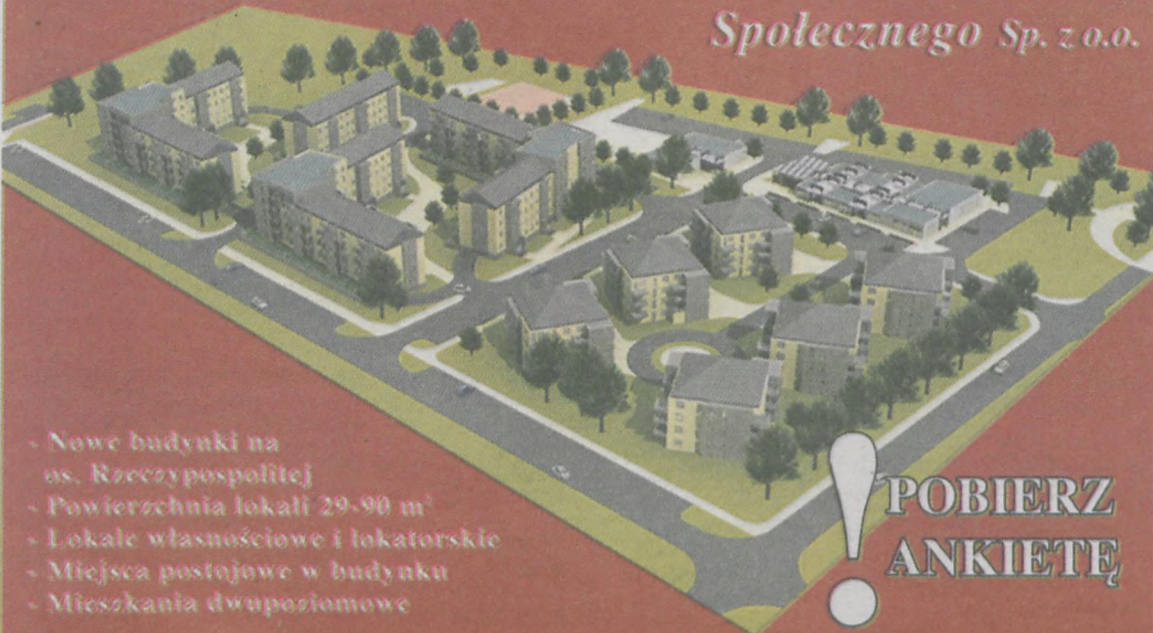 Społecznego Sp. z o.o.
- Nowe budynki na
os. Rzeczypospolitej
- Powierzchnia lokali 29-90 m²
- Lokale własnościowe i lokatorskie
- Miejsca postojowe w budynku
- Mieszkania dwupoziomowe
! POBIERZ
ANKIETĘ